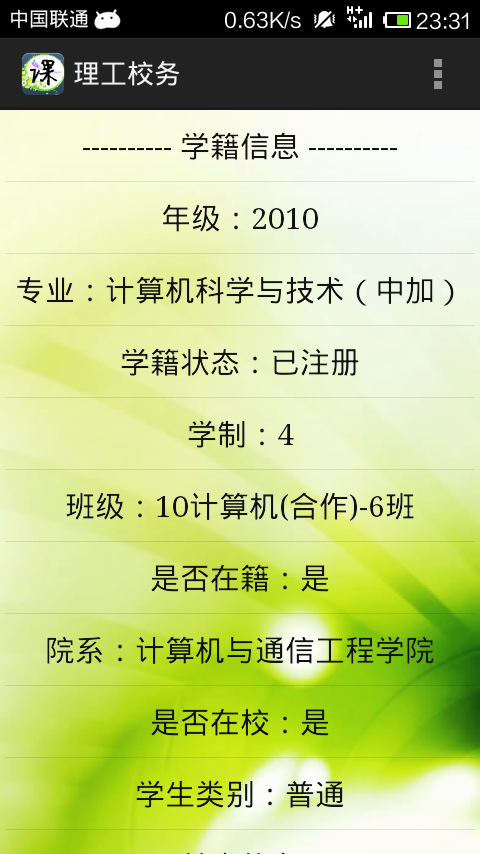 中国联通 0.63K/s H+ 23:31
课 理工校务
---------- 学籍信息 ----------
年级：2010
专业：计算机科学与技术（中加）
学籍状态：已注册
学制：4
班级：10计算机(合作)-6班
是否在籍：是
院系：计算机与通信工程学院
是否在校：是
学生类别：普通